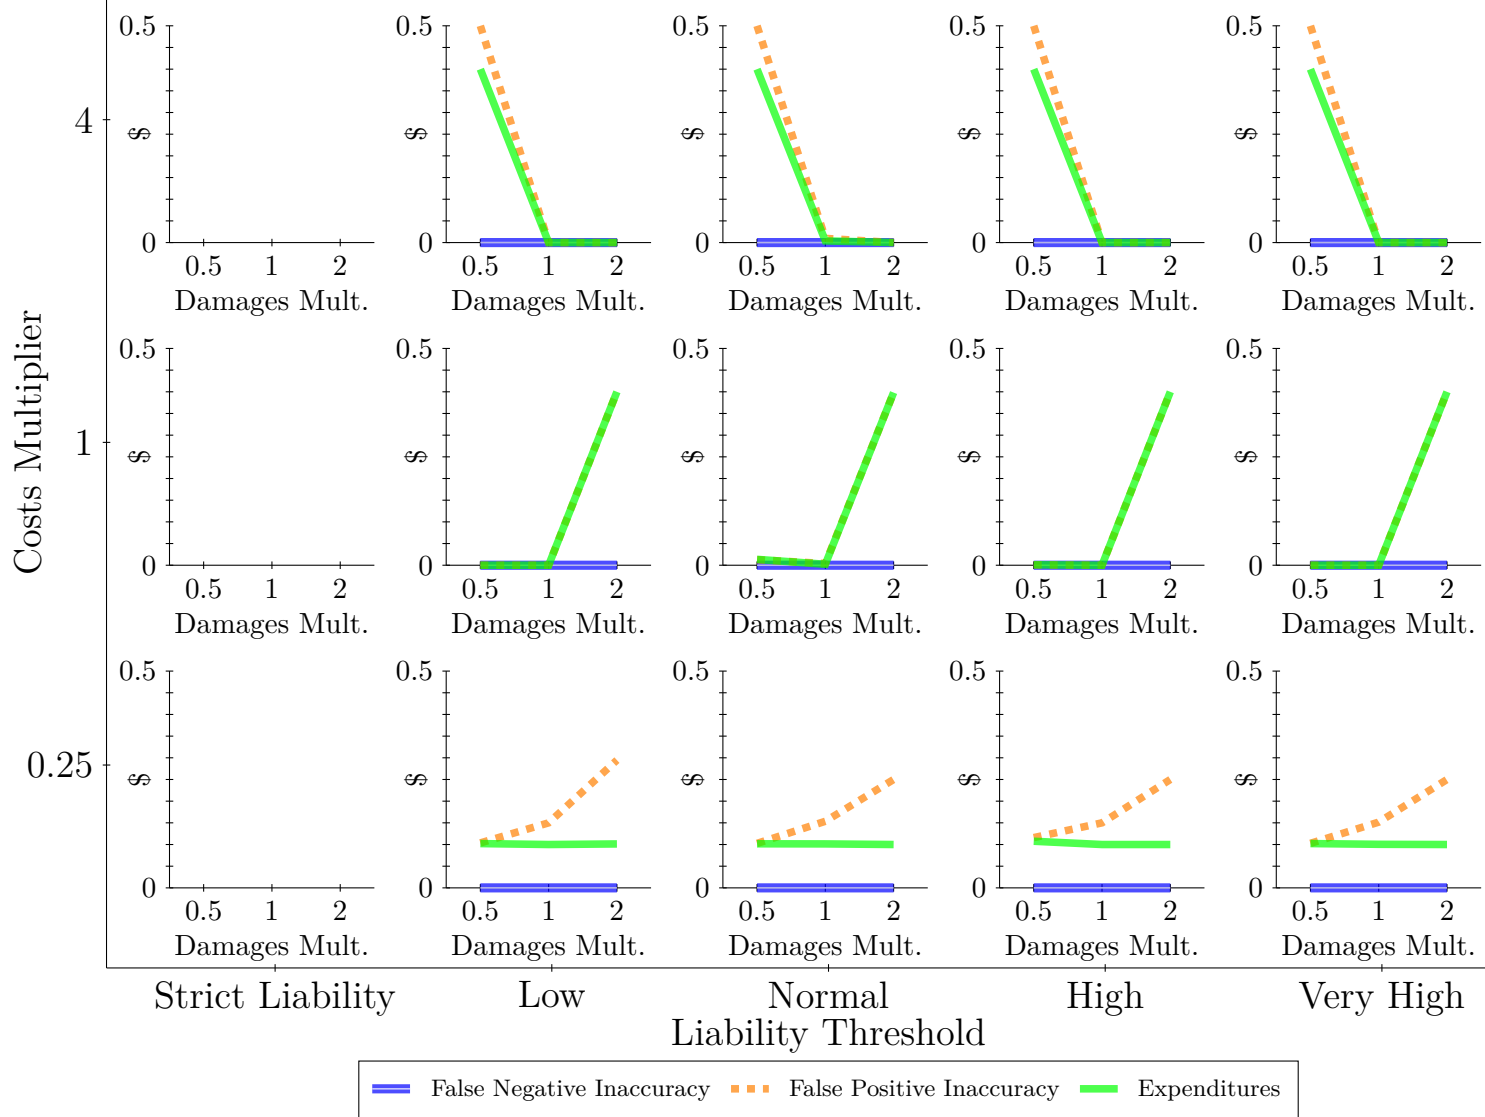 0.5 0.5 0.5 0.5 0.5
$ $ $ $ $
4
0 0 0 0 0
0.5 1 2 0.5 1 2 0.5 1 2 0.5 1 2 0.5 1 2
Damages Mult. Damages Mult. Damages Mult. Damages Mult. Damages Mult.
Costs Multiplier
0.5 0.5 0.5 0.5 0.5
$ $ $ $ $
1
0 0 0 0 0
0.5 1 2 0.5 1 2 0.5 1 2 0.5 1 2 0.5 1 2
Damages Mult. Damages Mult. Damages Mult. Damages Mult. Damages Mult.
0.5 0.5 0.5 0.5 0.5
$ $ $ $ $
0.25
0 0 0 0 0
0.5 1 2 0.5 1 2 0.5 1 2 0.5 1 2 0.5 1 2
Damages Mult. Damages Mult. Damages Mult. Damages Mult. Damages Mult.
Strict Liability Low Normal High Very High
Liability Threshold
False Negative Inaccuracy False Positive Inaccuracy Expenditures